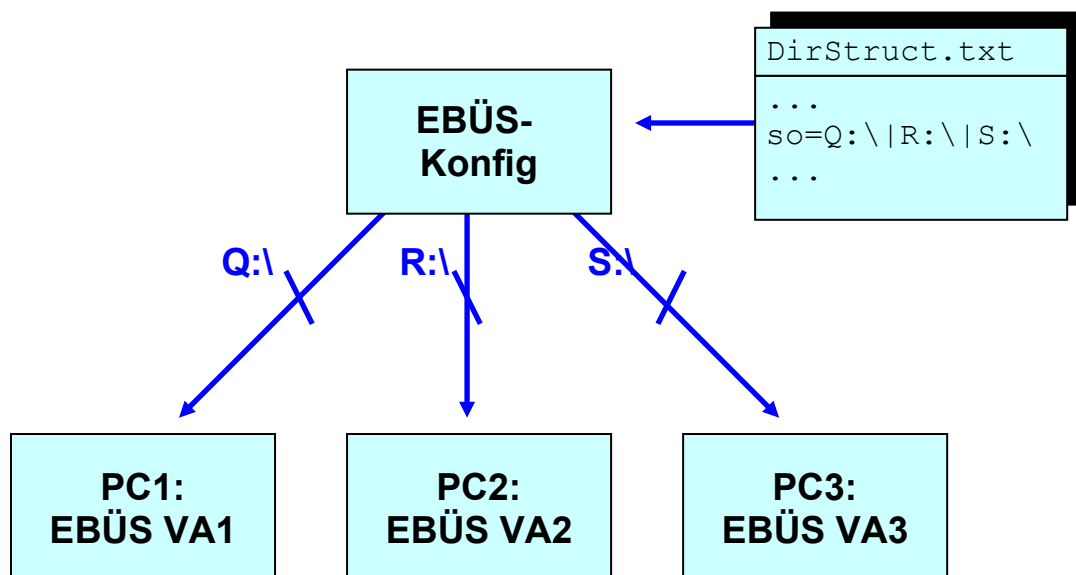 DirStruct.txt
...
so=Q:\|R:\|S:\
...
EBÜS-
Konfig
Q:\
R:\
S:\
PC1:
EBÜS VA1
PC2:
EBÜS VA2
PC3:
EBÜS VA3